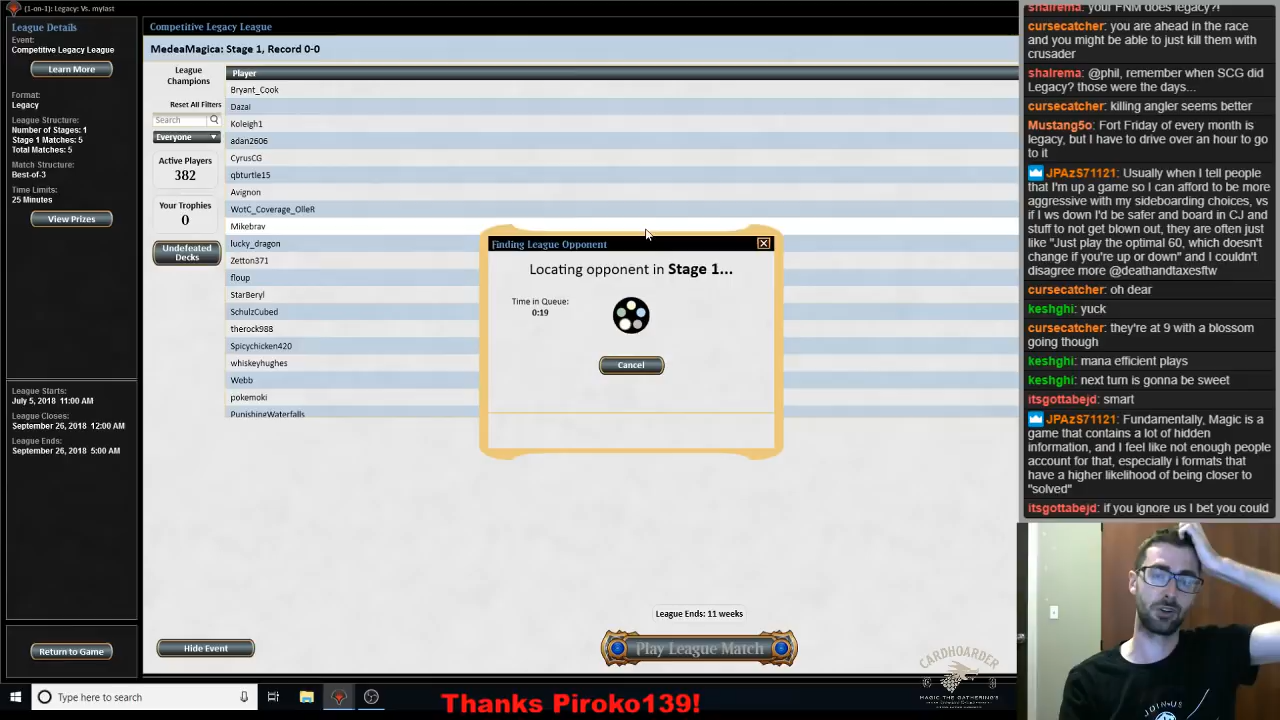 (1-on-1): Legacy: Vs. mylast
League Details
Event:
Competitive Legacy League
Learn More
Format:
Legacy
League Structure:
Number of Stages: 1
Stage 1 Matches: 5
Total Matches: 5
Match Structure:
Best-of-3
Time Limits:
25 Minutes
View Prizes
League Starts:
July 5, 2018 11:00 AM
League Closes:
September 26, 2018 12:00 AM
League Ends:
September 26, 2018 5:00 AM
Return to Game
Competitive Legacy League
MedeaMagica: Stage 1, Record 0-0
League
Champions
Reset All Filters
Search
Everyone
Active Players
382
Your Trophies
0
Undefeated
Decks
Player
Bryant_Cook
Dazai
Koleigh1
adan2606
CyrusCG
qbturtle15
Avignon
WotC_Coverage_OlleR
Mikebrav
lucky_dragon
Zetton371
floup
StarBeryl
SchulzCubed
therock988
Spicychicken420
whiskeyhughes
Webb
pokemoki
PunishingWaterfalls
Finding League Opponent
Locating opponent in Stage 1...
Time in Queue:
0:19
Cancel
League Ends: 11 weeks
Hide Event
Play League Match
CARDHOARDER
MAGIC THE GATHERING'S
shalrema: your FNM does legacy?!
cursecatcher: you are ahead in the race
and you might be able to just kill them with
crusader
shalrema: @phil, remember when SCG did
Legacy? those were the days...
cursecatcher: killing angler seems better
Mustang5o: Fort Friday of every month is
legacy, but I have to drive over an hour to go
to it
JPAzS71121: Usually when I tell people
that I'm up a game so I can afford to be more
aggressive with my sideboarding choices, vs
if I ws down I'd be safer and board in CJ and
stuff to not get blown out, they are often just
like "Just play the optimal 60, which doesn't
change if you're up or down" and I couldn't
disagree more @deathandtaxesftw
cursecatcher: oh dear
keshghi: yuck
cursecatcher: they're at 9 with a blossom
going though
keshghi: mana efficient plays
keshghi: next turn is gonna be sweet
itsgottabejd: smart
JPAzS71121: Fundamentally, Magic is a
game that contains a lot of hidden
information, and I feel like not enough people
account for that, especially i formats that
have a higher likelihood of being closer to
"solved"
itsgottabejd: if you ignore us I bet you could
JOIN US
Type here to search
Thanks Piroko139!